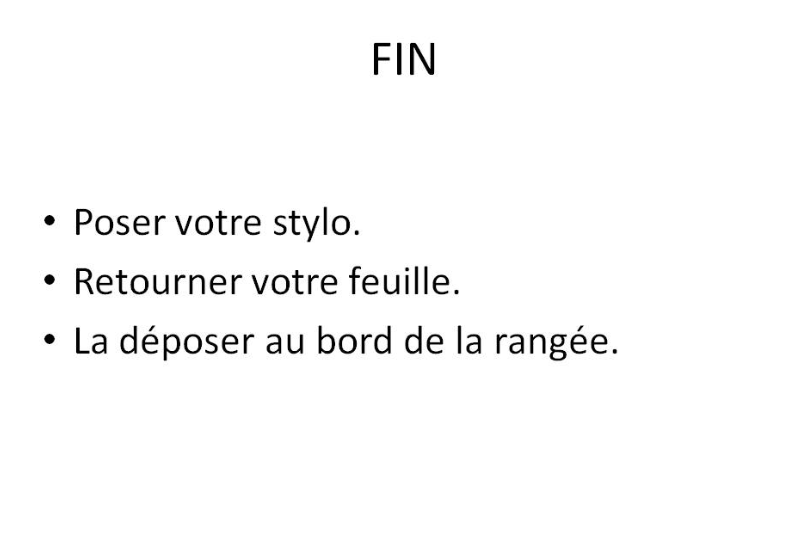 FIN
• Poser votre stylo.
• Retourner votre feuille.
• La déposer au bord de la rangée.